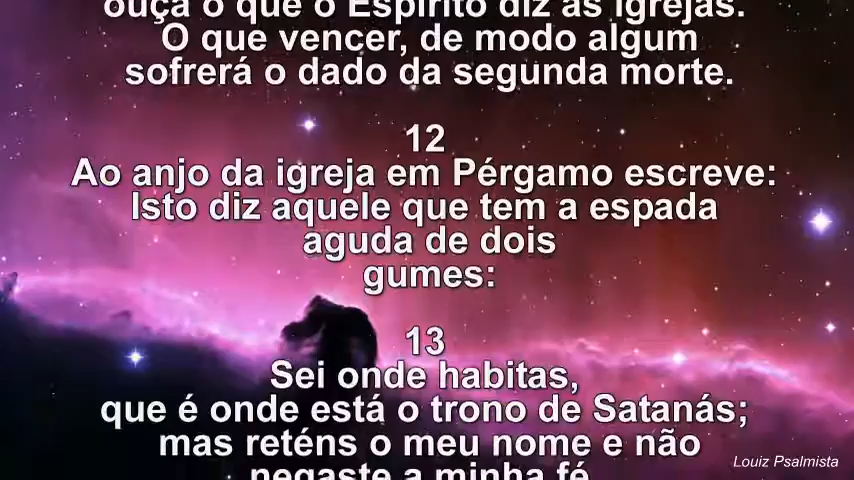 ouça o que o Espírito diz às igrejas.
O que vencer, de modo algum
sofrerá o dado da segunda morte.
12
Ao anjo da igreja em Pérgamo escreve:
Isto diz aquele que tem a espada
aguda de dois
gumes:
13
Sei onde habitas,
que é onde está o trono de Satanás;
mas reténs o meu nome e não
negaste a minha fé
Louiz Psalmista